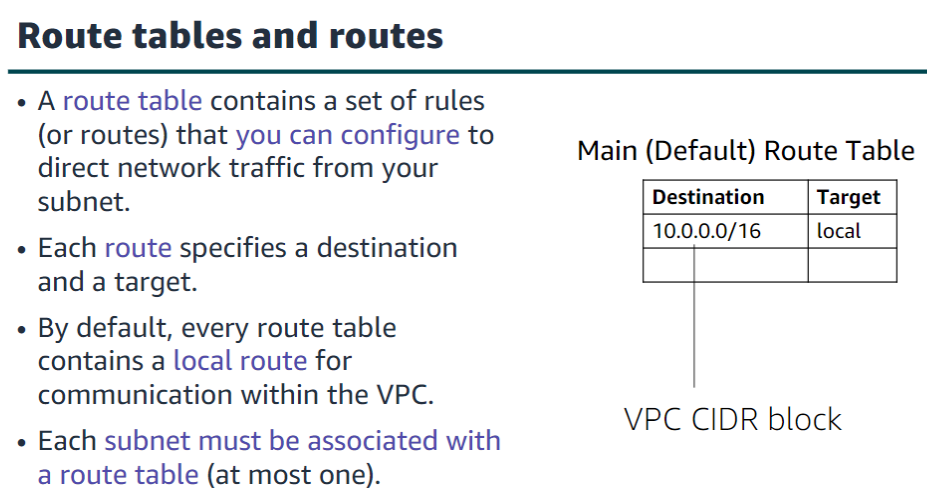 Route tables and routes
• A route table contains a set of rules
(or routes) that you can configure to
direct network traffic from your
subnet.
• Each route specifies a destination
and a target.
• By default, every route table
contains a local route for
communication within the VPC.
• Each subnet must be associated with
a route table (at most one).
Main (Default) Route Table
Destination Target
10.0.0.0/16 local
VPC CIDR block